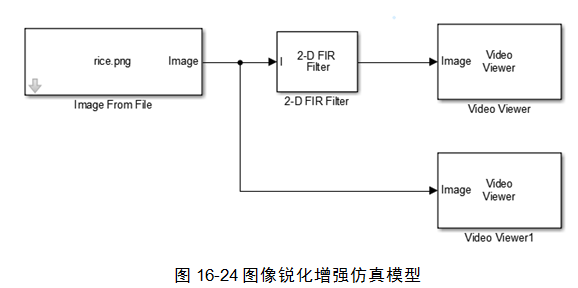 rice.png
Image
Image From File
I
2-D FIR
Filter
2-D FIR Filter
Image
Video
Viewer
Video Viewer
Image
Video
Viewer
Video Viewer1
图 16-24 图像锐化增强仿真模型